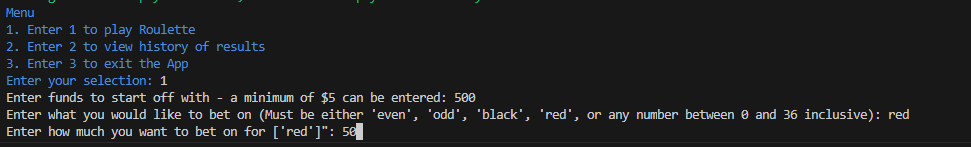 Menu
1. Enter 1 to play Roulette
2. Enter 2 to view history of results
3. Enter 3 to exit the App
Enter your selection: 1
Enter funds to start off with - a minimum of $5 can be entered: 500
Enter what you would like to bet on (Must be either 'even', 'odd', 'black', 'red', or any number between 0 and 36 inclusive): red
Enter how much you want to bet on for ['red']": 50